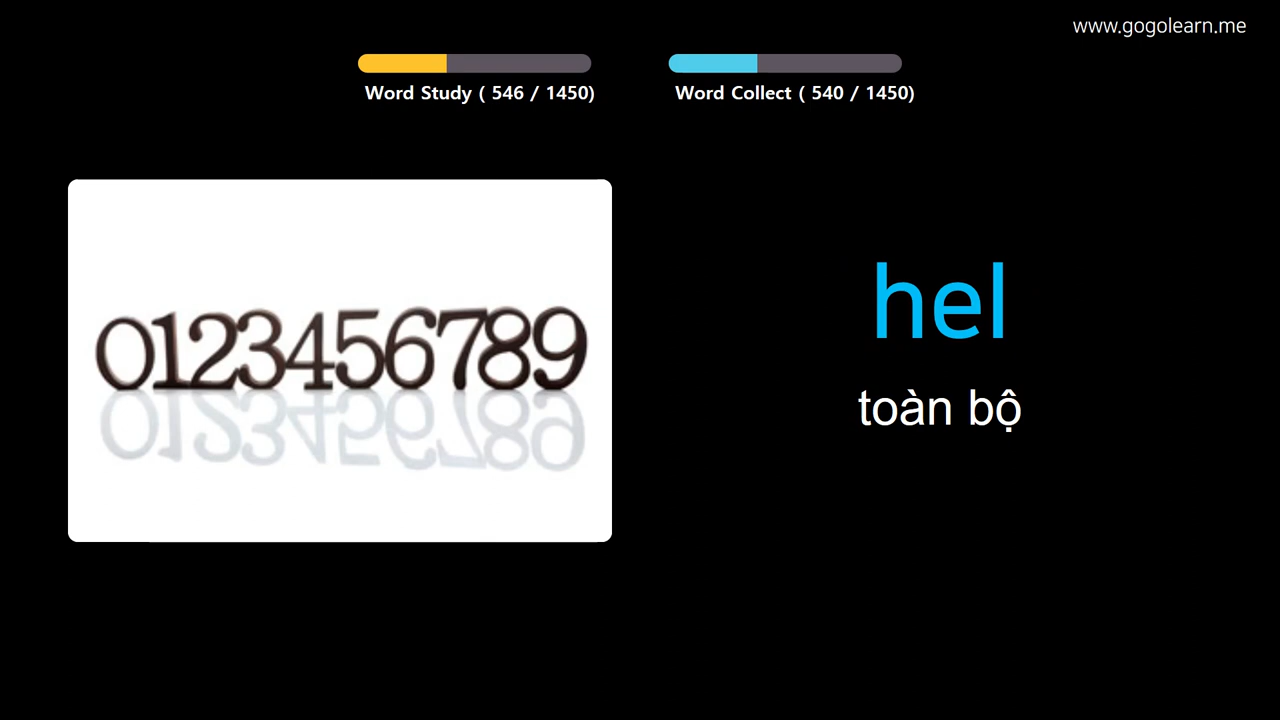 www.gogolearn.me
Word Study ( 546 / 1450)
Word Collect ( 540 / 1450)
0123456789
hel
toàn bộ